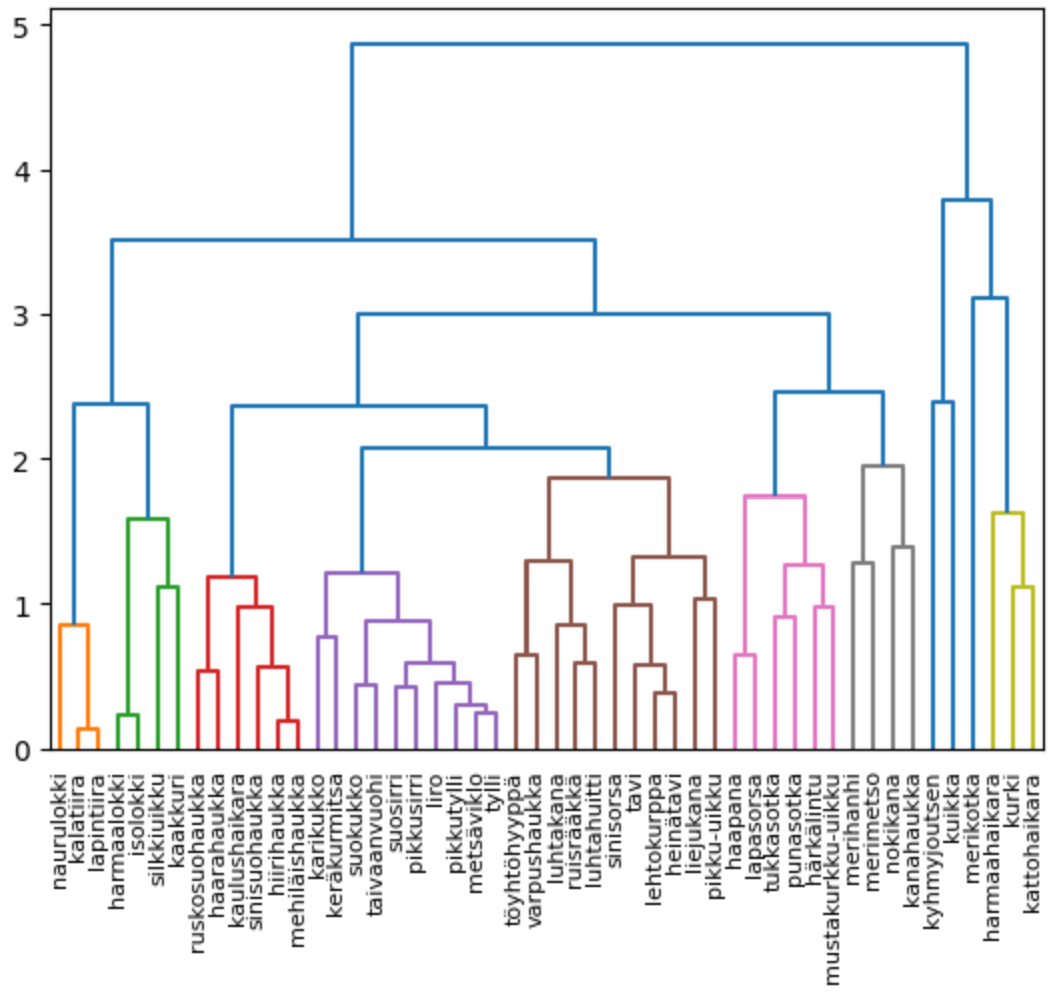 5
4
3
2
1
0
naurulokki
kalatiira
lapintiira
harmaalokki
isolokki
silkkiuikku
kaakkuri
ruskosuohaukka
haarahaukka
kaulushaikara
sinisuohaukka
hiirihaukka
mehiläishaukka
karikukko
keräkurmitsa
suokukko
taivaanvuohi
suosirri
pikkusirri
liro
pikkutylli
metsäviklo
tylli
töyhtöhyyppä
varpushaukka
luhtakana
ruisrääkkä
luhtahuitti
sinisorsa
tavi
lehtokurppa
heinätavi
liejukana
pikku-uikku
haapana
lapasorsa
tukkasotka
punasotka
härkälintu
mustakurkku-uikku
merihanhi
merimetso
nokikana
kanahaukka
kyhmyjoutsen
kuikka
merikotka
harmaahaikara
kurki
kattohaikara